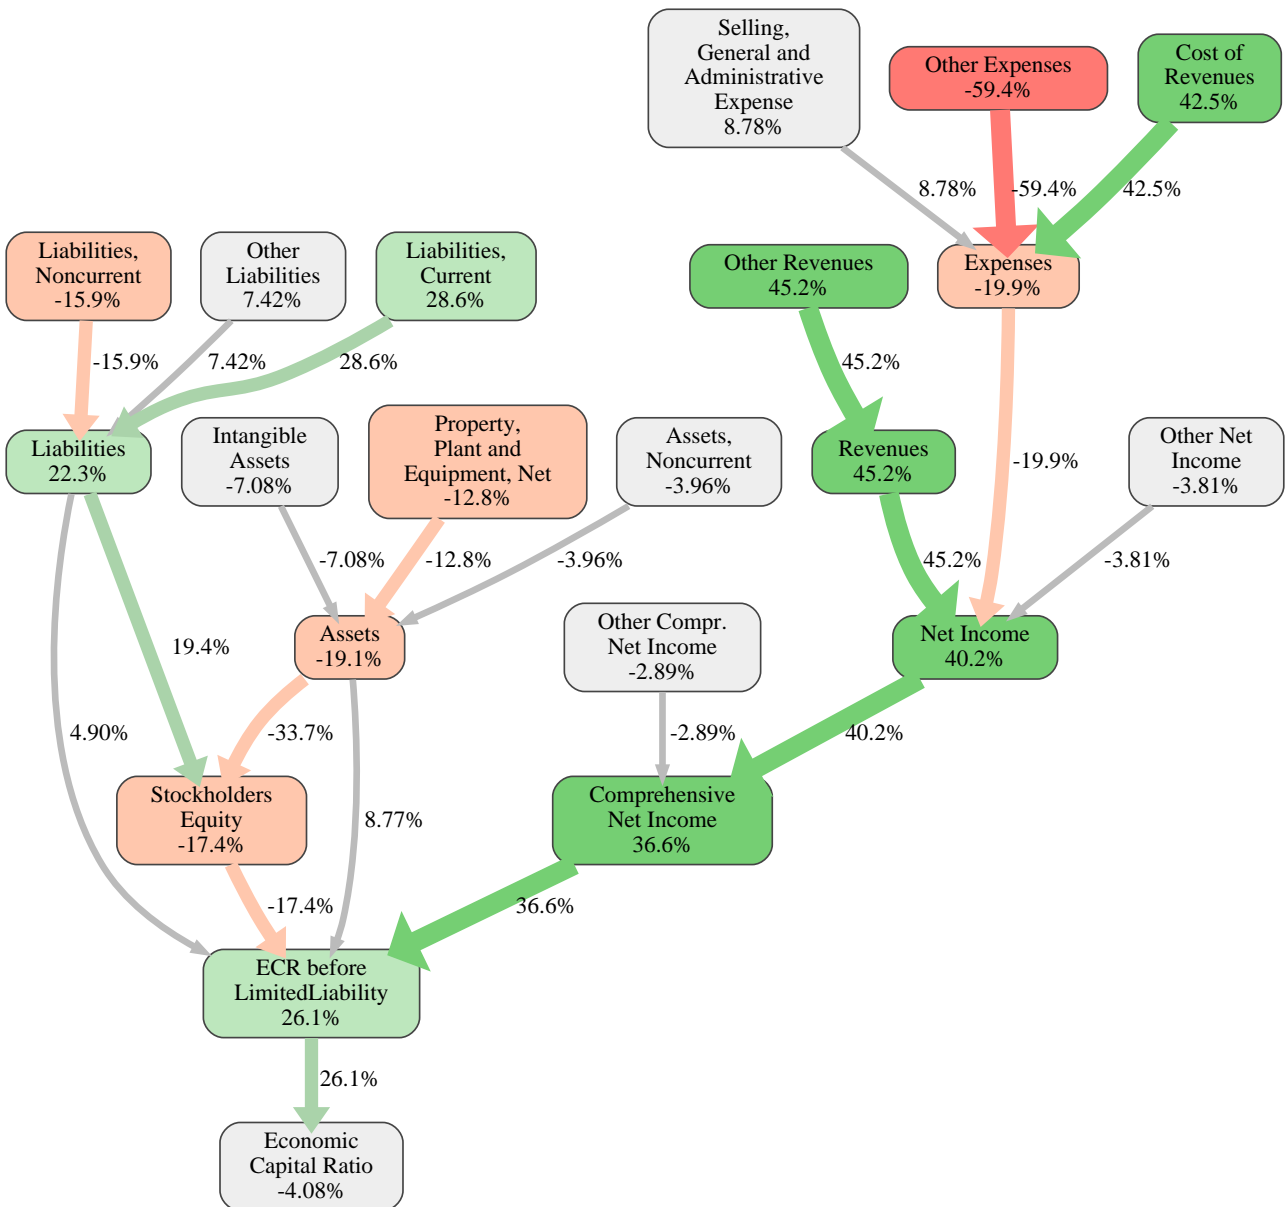 Selling,
General and
Administrative
Expense
8.78%
Other Expenses
-59.4%
Cost of
Revenues
42.5%
8.78%
-59.4%
42.5%
Liabilities,
Noncurrent
-15.9%
Other
Liabilities
7.42%
Liabilities,
Current
28.6%
Other Revenues
45.2%
Expenses
-19.9%
-15.9%
7.42%
28.6%
45.2%
Liabilities
22.3%
Intangible
Assets
-7.08%
Property,
Plant and
Equipment, Net
-12.8%
Assets,
Noncurrent
-3.96%
Revenues
45.2%
-19.9%
Other Net
Income
-3.81%
-7.08%
-12.8%
-3.96%
45.2%
-3.81%
19.4%
Assets
-19.1%
Other Compr.
Net Income
-2.89%
Net Income
40.2%
4.90%
-33.7%
-2.89%
40.2%
Stockholders
Equity
-17.4%
8.77%
Comprehensive
Net Income
36.6%
-17.4%
36.6%
ECR before
LimitedLiability
26.1%
26.1%
Economic
Capital Ratio
-4.08%